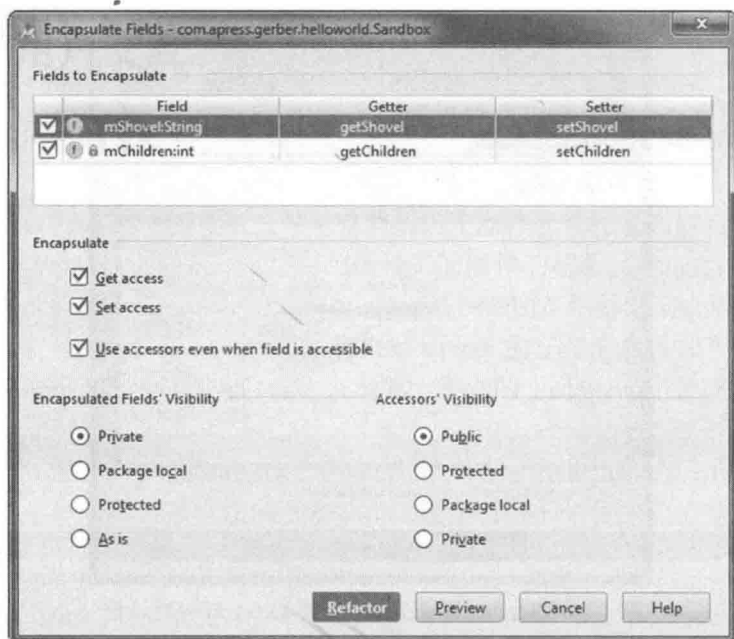 Encapsulate Fields - com.apress.gerber.helloworld.Sandbox
Fields to Encapsulate
Field Getter Setter
f mShovel:String getShovel setShovel
f mChildren:int getChildren setChildren
Encapsulate
Get access
Set access
Use accessors even when field is accessible
Encapsulated Fields' Visibility Accessors' Visibility
Private Public
Package local Protected
Protected Package local
As is Private
Refactor Preview Cancel Help